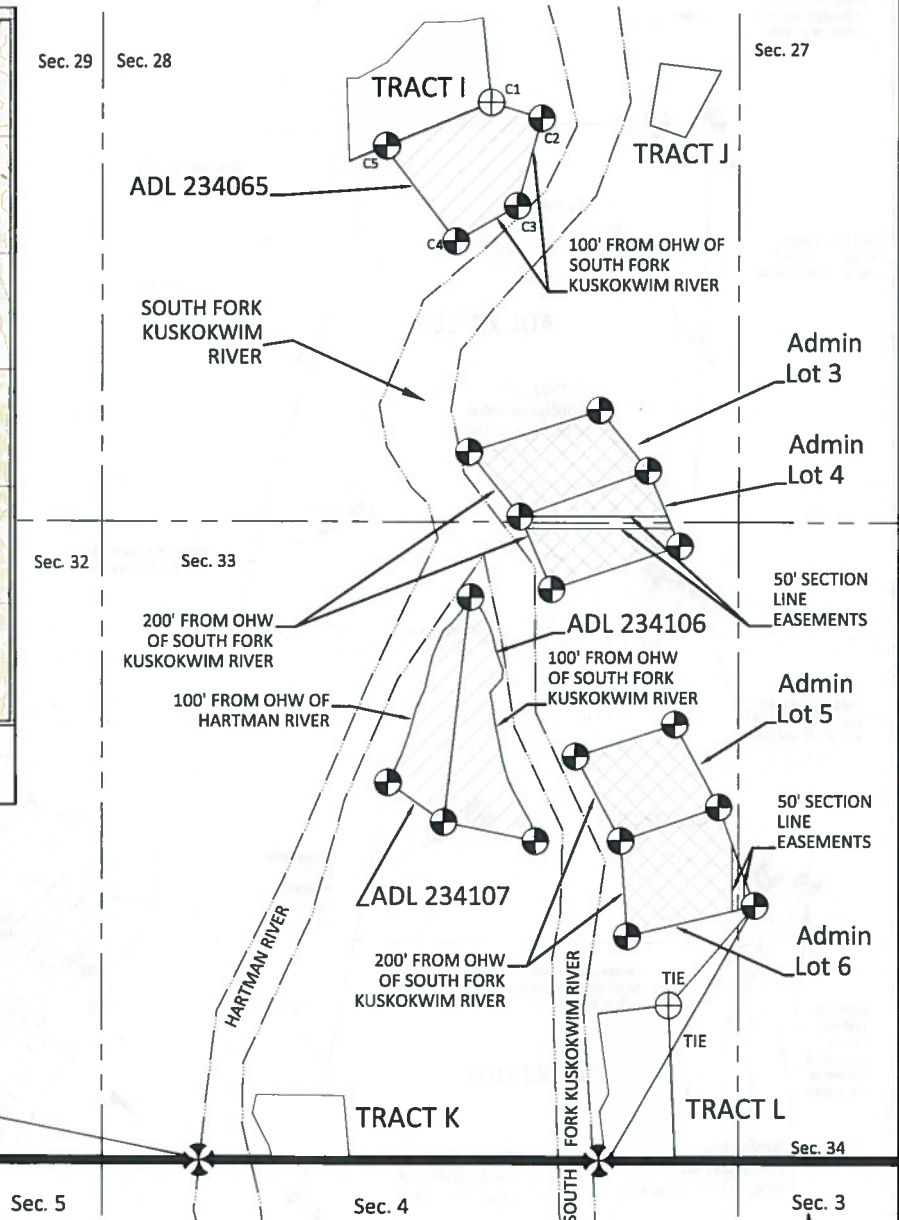 Sec. 29
Sec. 28
Sec. 27
TRACT I
C1
C2
C5
TRACT J
ADL 234065
C3
C4
100' FROM OHW OF
SOUTH FORK
KUSKOKWIM RIVER
SOUTH FORK
KUSKOKWIM
RIVER
Admin
Lot 3
Admin
Lot 4
Sec. 32
Sec. 33
50' SECTION
LINE
EASEMENTS
200' FROM OHW
OF SOUTH FORK
KUSKOKWIM RIVER
ADL 234106
100' FROM OHW
OF SOUTH FORK
KUSKOKWIM RIVER
100' FROM OHW OF
HARTMAN RIVER
Admin
Lot 5
50' SECTION
LINE
EASEMENTS
ADL 234107
HARTMAN RIVER
200' FROM OHW
OF SOUTH FORK
KUSKOKWIM RIVER
Admin
Lot 6
TIE
TIE
SOUTH FORK KUSKOKWIM RIVER
TRACT K
TRACT L
Sec. 34
Sec. 5
Sec. 4
Sec. 3